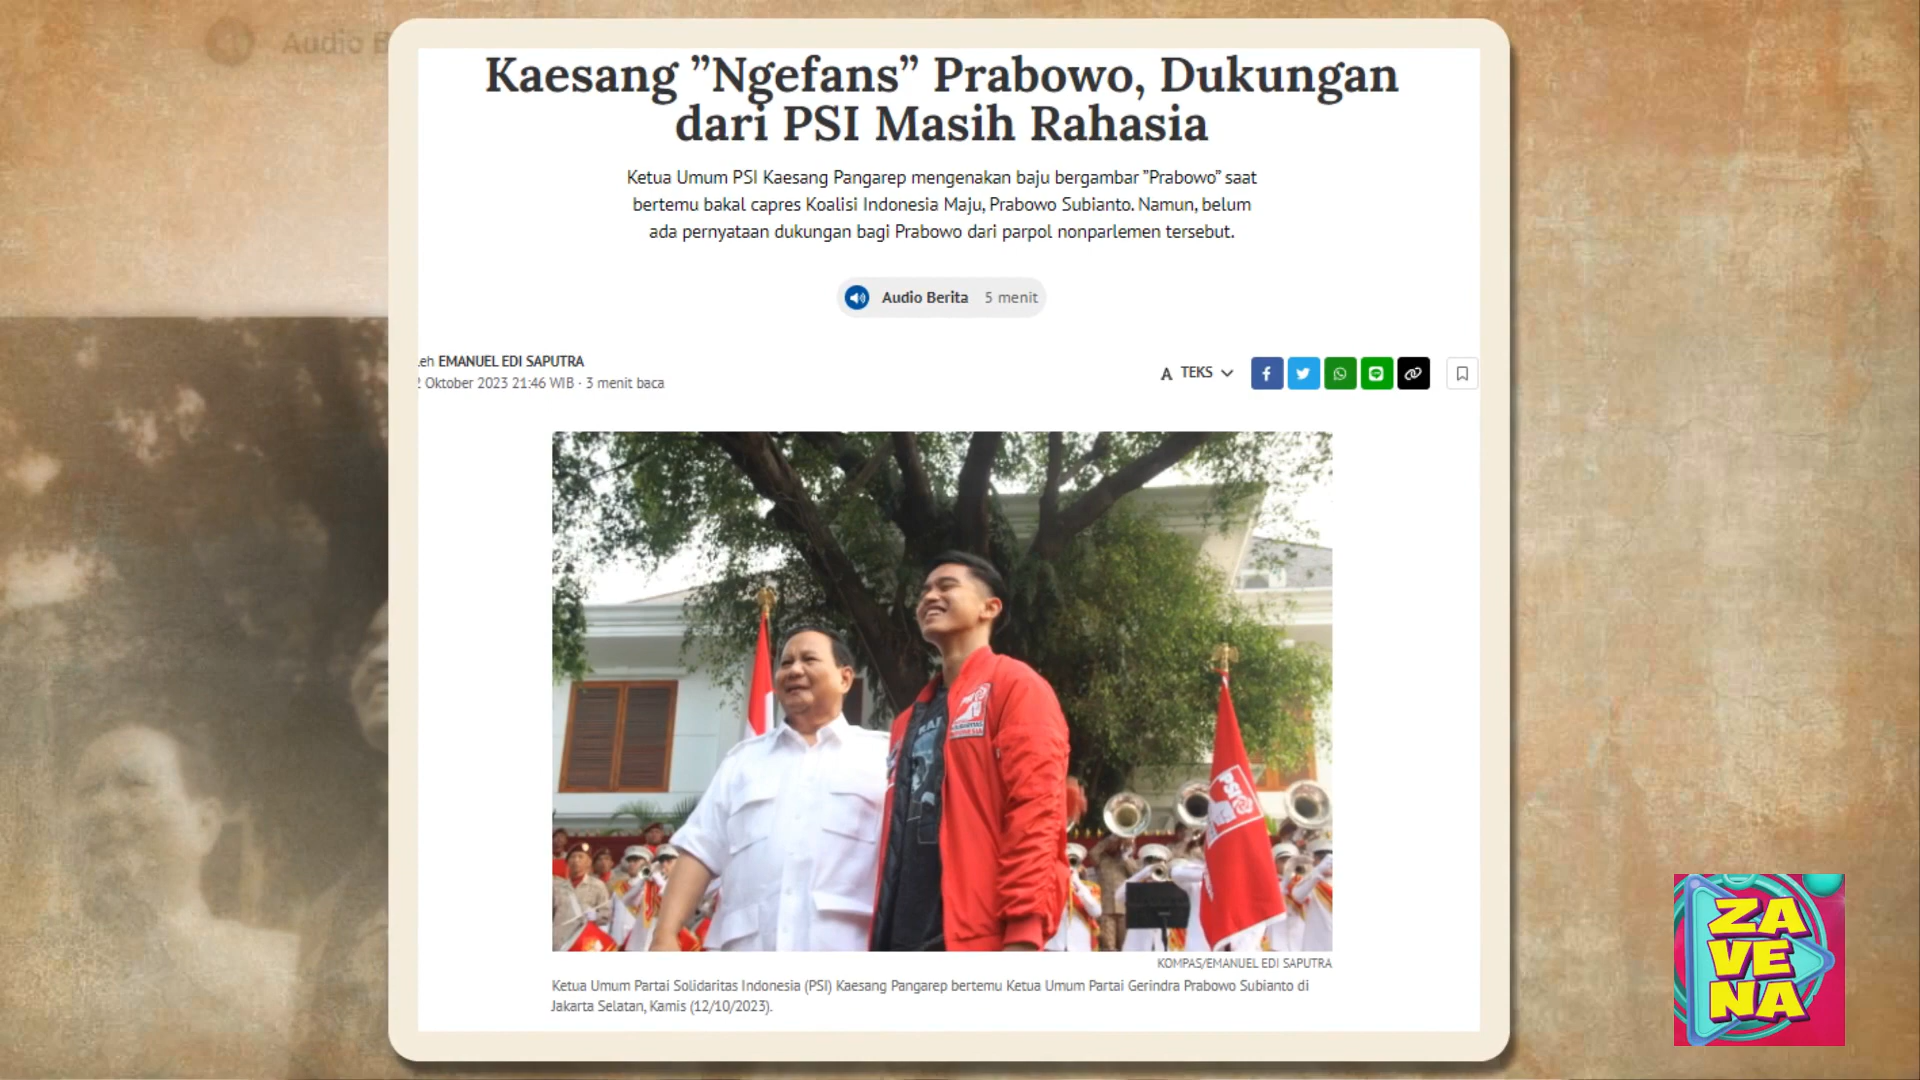 Audio B
Kaesang ”Ngefans” Prabowo, Dukungan
dari PSI Masih Rahasia
Ketua Umum PSI Kaesang Pangarep mengenakan baju bergambar ”Prabowo” saat
bertemu bakal capres Koalisi Indonesia Maju, Prabowo Subianto. Namun, belum
ada pernyataan dukungan bagi Prabowo dari parpol nonparlemen tersebut.
Audio Berita 5 menit
leh EMANUEL EDI SAPUTRA
2 Oktober 2023 21:46 WIB · 3 menit baca
A TEKS
PSI
KOMPAS/EMANUEL EDI SAPUTRA
Ketua Umum Partai Solidaritas Indonesia (PSI) Kaesang Pangarep bertemu Ketua Umum Partai Gerindra Prabowo Subianto di
Jakarta Selatan, Kamis (12/10/2023).
ZA
VE
NA